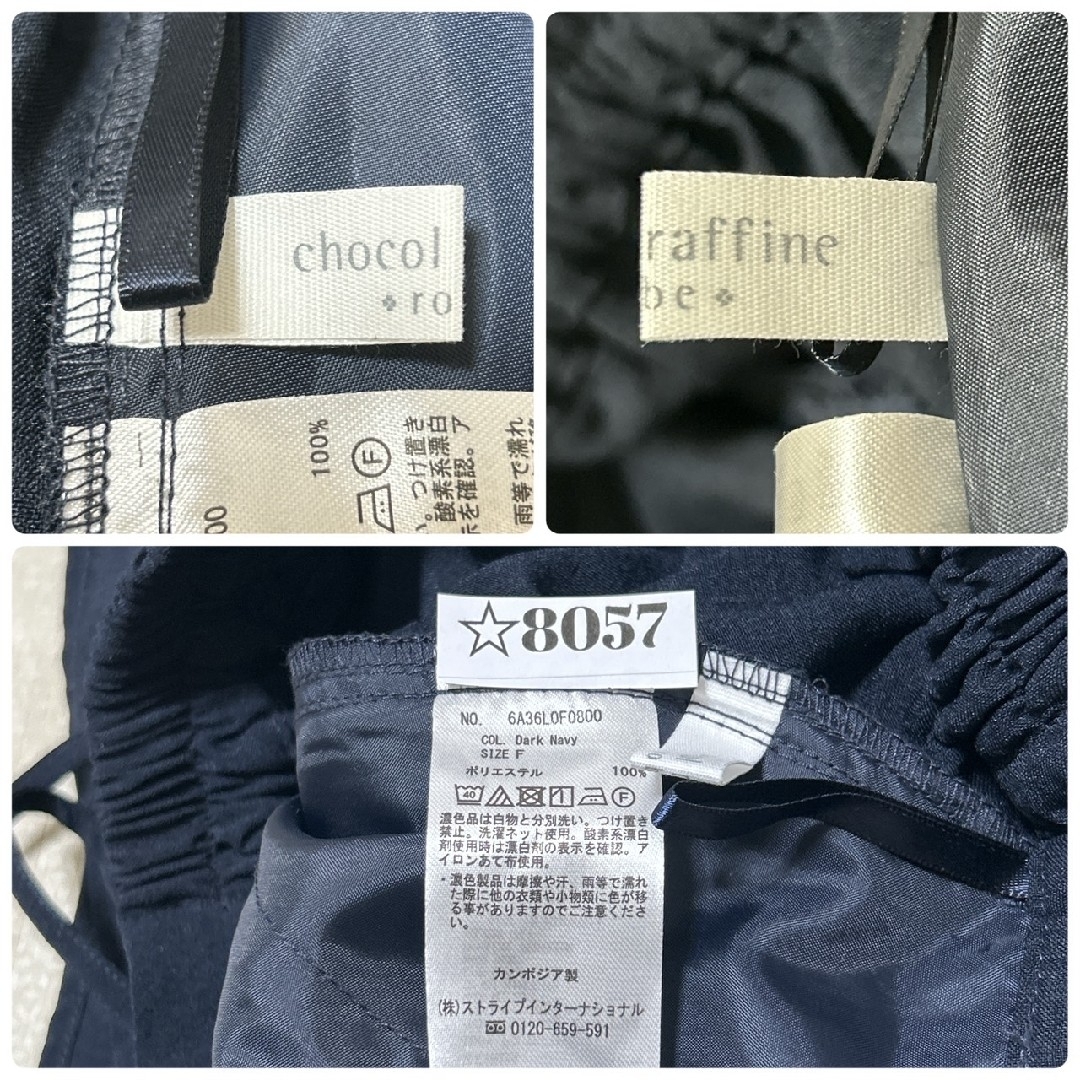 chocol
❖ro
raffine
be❖
100%
Ⓕ
い。つけ置き
酸素系漂白
示を確認。ア
雨等で濡れ
00
☆8057
NO. 6A36L0F0800
COL. Dark Navy
SIZE F
ポリエステル 100%
40 Ⓕ
濃色品は白物と分別洗い。つけ置き
禁止。洗濯ネット使用。酸素系漂白
剤使用時は漂白剤の表示を確認。ア
イロンあて布使用。
・濃色製品は摩擦や汗、雨等で濡れ
た際に他の衣類や小物類に色が移
る事がありますのでご注意くださ
い。
カンボジア製
(株)ストライプインターナショナル
0120-659-591